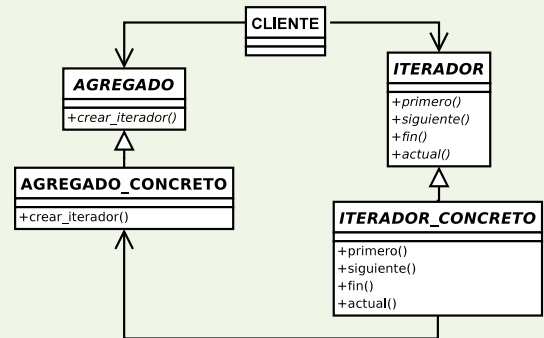 CLIENTE
AGREGADO
+crear_iterador()
ITERADOR
+primero()
+siguiente()
+fin()
+actual()
AGREGADO_CONCRETO
+crear_iterador()
ITERADOR_CONCRETO
+primero()
+siguiente()
+fin()
+actual()